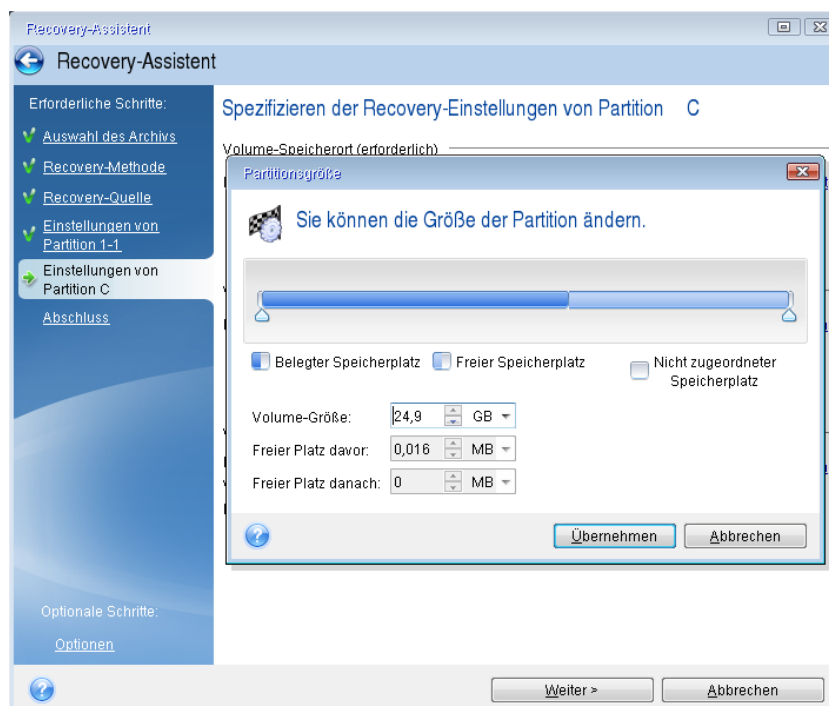 Recovery-Assistent
Recovery-Assistent
Erforderliche Schritte:
Auswahl des Archivs
Recovery-Methode
Recovery-Quelle
Einstellungen von
Partition 1-1
Einstellungen von
Partition C
Abschluss
Optionale Schritte:
Optionen
Spezifizieren der Recovery-Einstellungen von Partition C
Volume-Speicherort (erforderlich)
Partitionsgröße
Sie können die Größe der Partition ändern.
Belegter Speicherplatz
Freier Speicherplatz
Nicht zugeordneter
Speicherplatz
Volume-Größe: 24,9 GB
Freier Platz davor: 0,016 MB
Freier Platz danach: 0 MB
Übernehmen
Abbrechen
Weiter >
Abbrechen